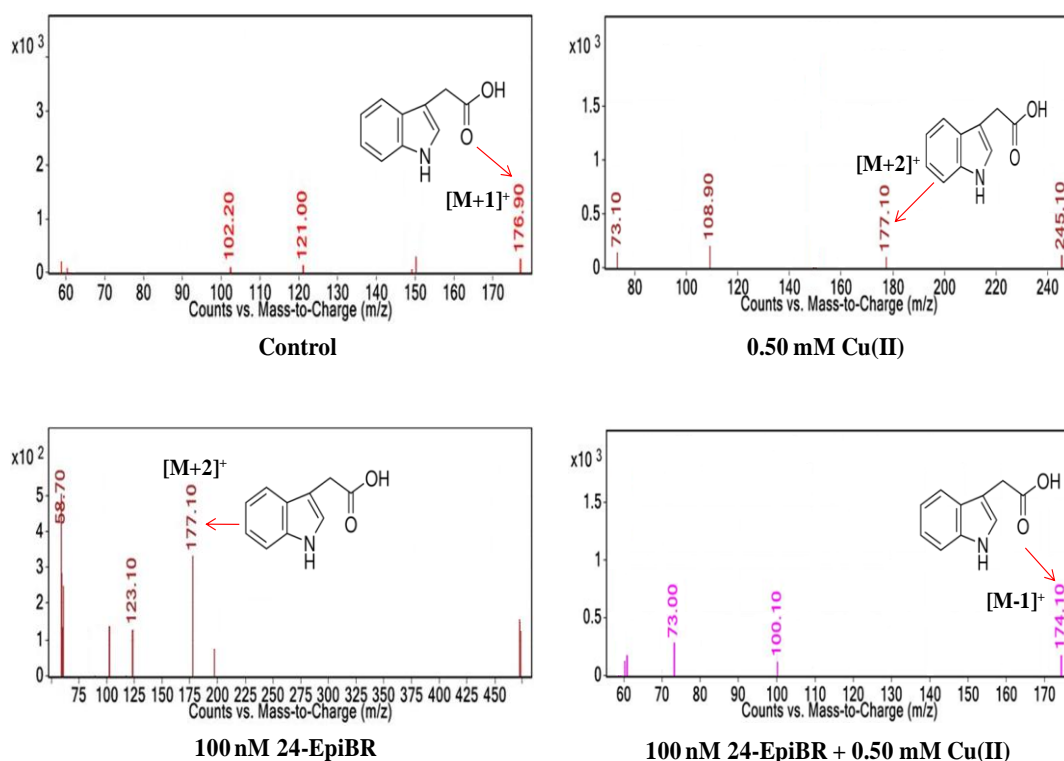 x10 3
3
2
1
0
102.20
121.00
[M+1]+
176.90
OH
O
NH
60 70 80 90 100 110 120 130 140 150 160 170
Counts vs. Mass-to-Charge (m/z)
Control
x10 3
1.5
1
0.5
0
73.10
108.90
[M+2]+
177.10
245.10
OH
O
NH
80 100 120 140 160 180 200 220 240
Counts vs. Mass-to-Charge (m/z)
0.50 mM Cu(II)
x10 2
5
4
3
2
1
0
58.70
123.10
[M+2]+
177.10
OH
O
NH
75 100 125 150 175 200 225 250 275 300 325 350 375 400 425 450
Counts vs. Mass-to-Charge (m/z)
100 nM 24-EpiBR
x10 3
1.5
1
0.5
0
73.00
100.10
[M-1]+
174.10
OH
O
NH
60 70 80 90 100 110 120 130 140 150 160 170
Counts vs. Mass-to-Charge (m/z)
100 nM 24-EpiBR + 0.50 mM Cu(II)